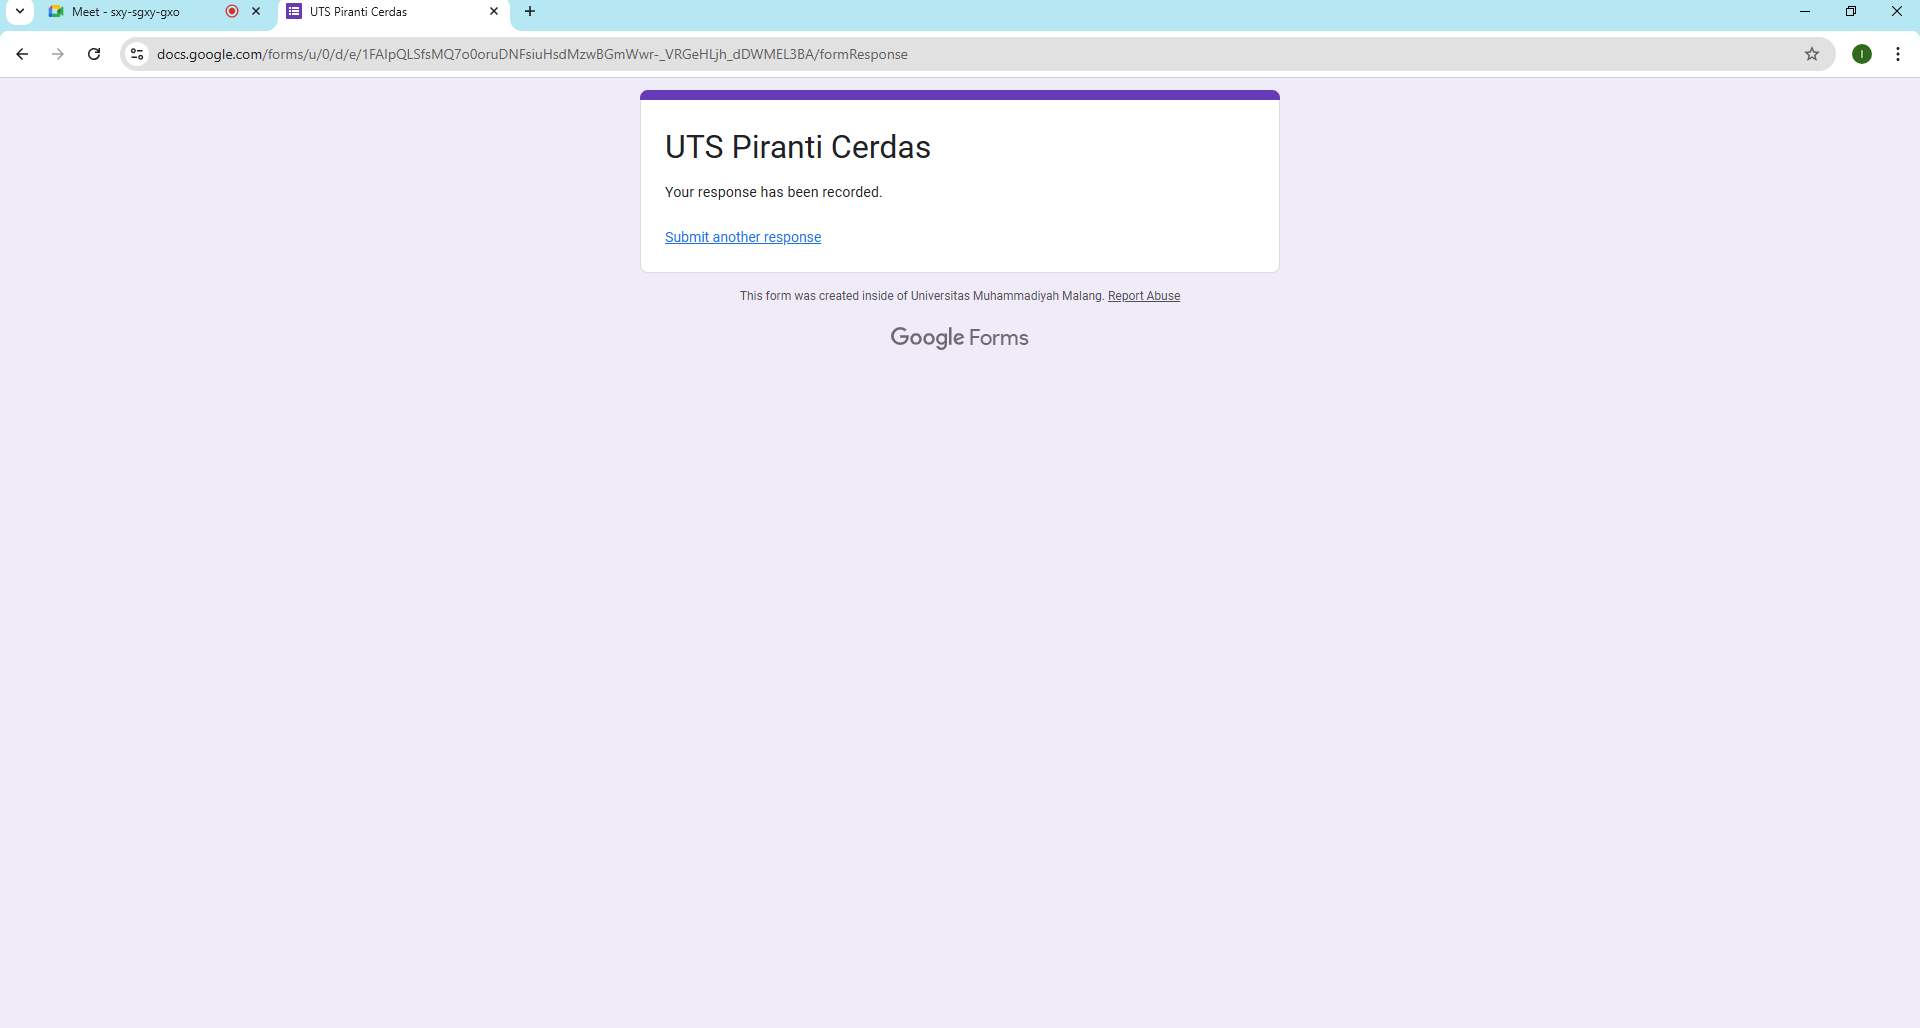 Meet - sxy-sgxy-gxo
UTS Piranti Cerdas
docs.google.com/forms/u/0/d/e/1FAIpQLSfsMQ7o0oruDNFsiuHsdMzwBGmWwr-_VRGeHLjh_dDWMEL3BA/formResponse
I
UTS Piranti Cerdas
Your response has been recorded.
Submit another response
This form was created inside of Universitas Muhammadiyah Malang. Report Abuse
Google Forms